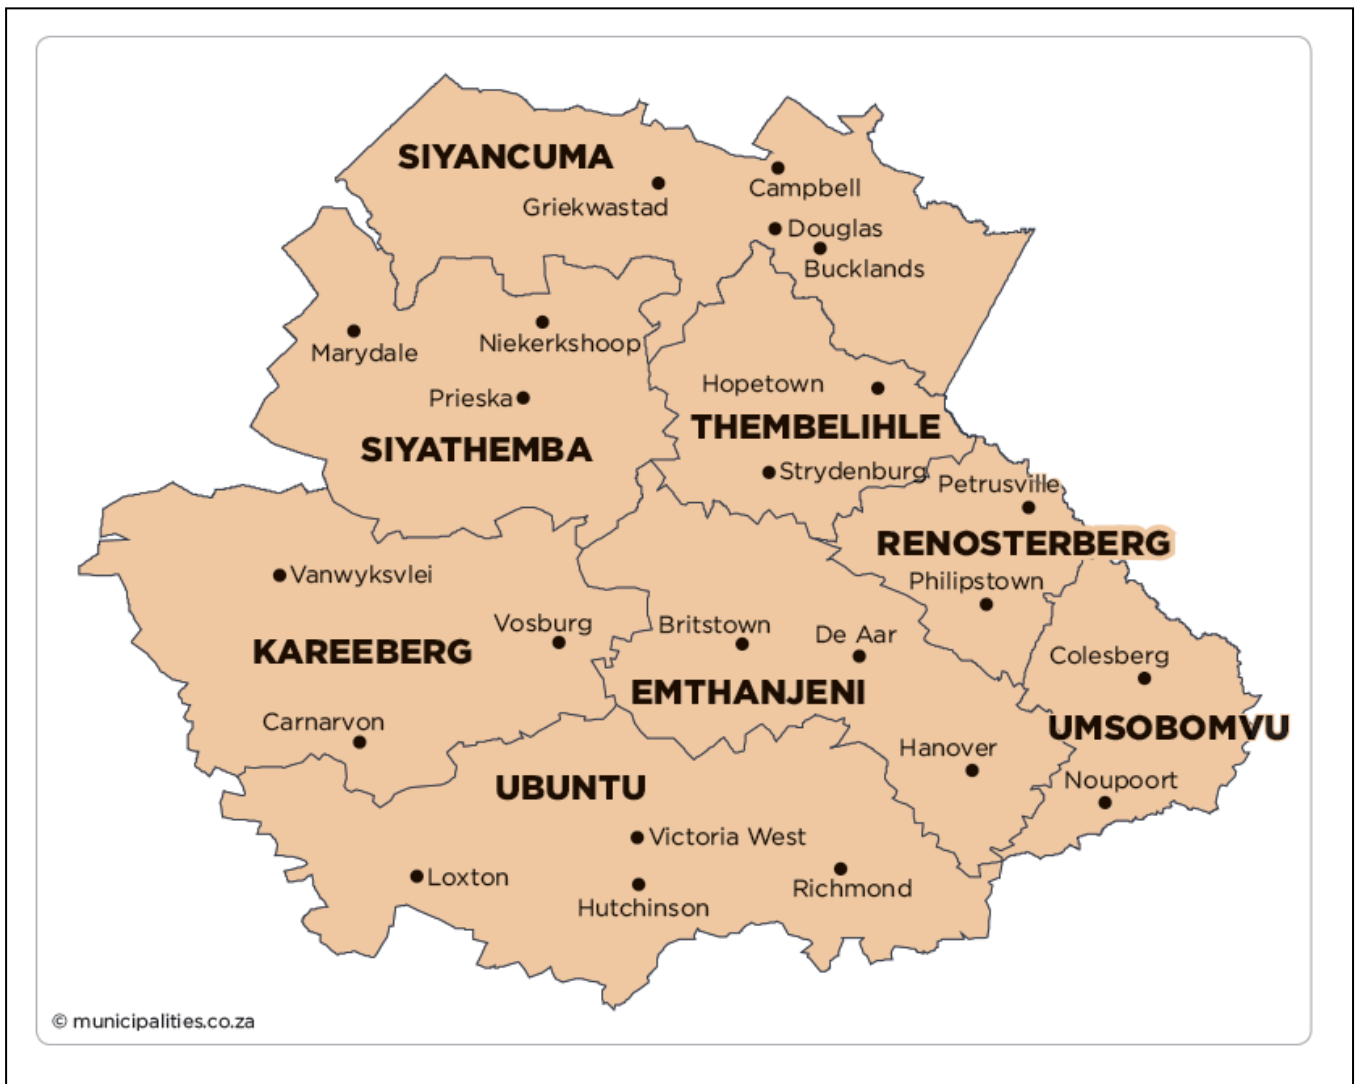 SIYANCUMA
Campbell
Griekwastad
Douglas
Bucklands
Niekerkshoop
Marydale
Hopetown
Prieska
THEMBELIHLE
SIYATHEMBA
Strydenburg
Petrusville
RENOSTERBERG
Vanwyksvlei
Philipstown
Vosburg
Britstown
De Aar
KAREEBERG
Colesberg
EMTHANJENI
Carnarvon
UMSOBOMVU
Hanover
UBUNTU
Noupoort
Victoria West
Loxton
Richmond
Hutchinson
© municipalities.co.za